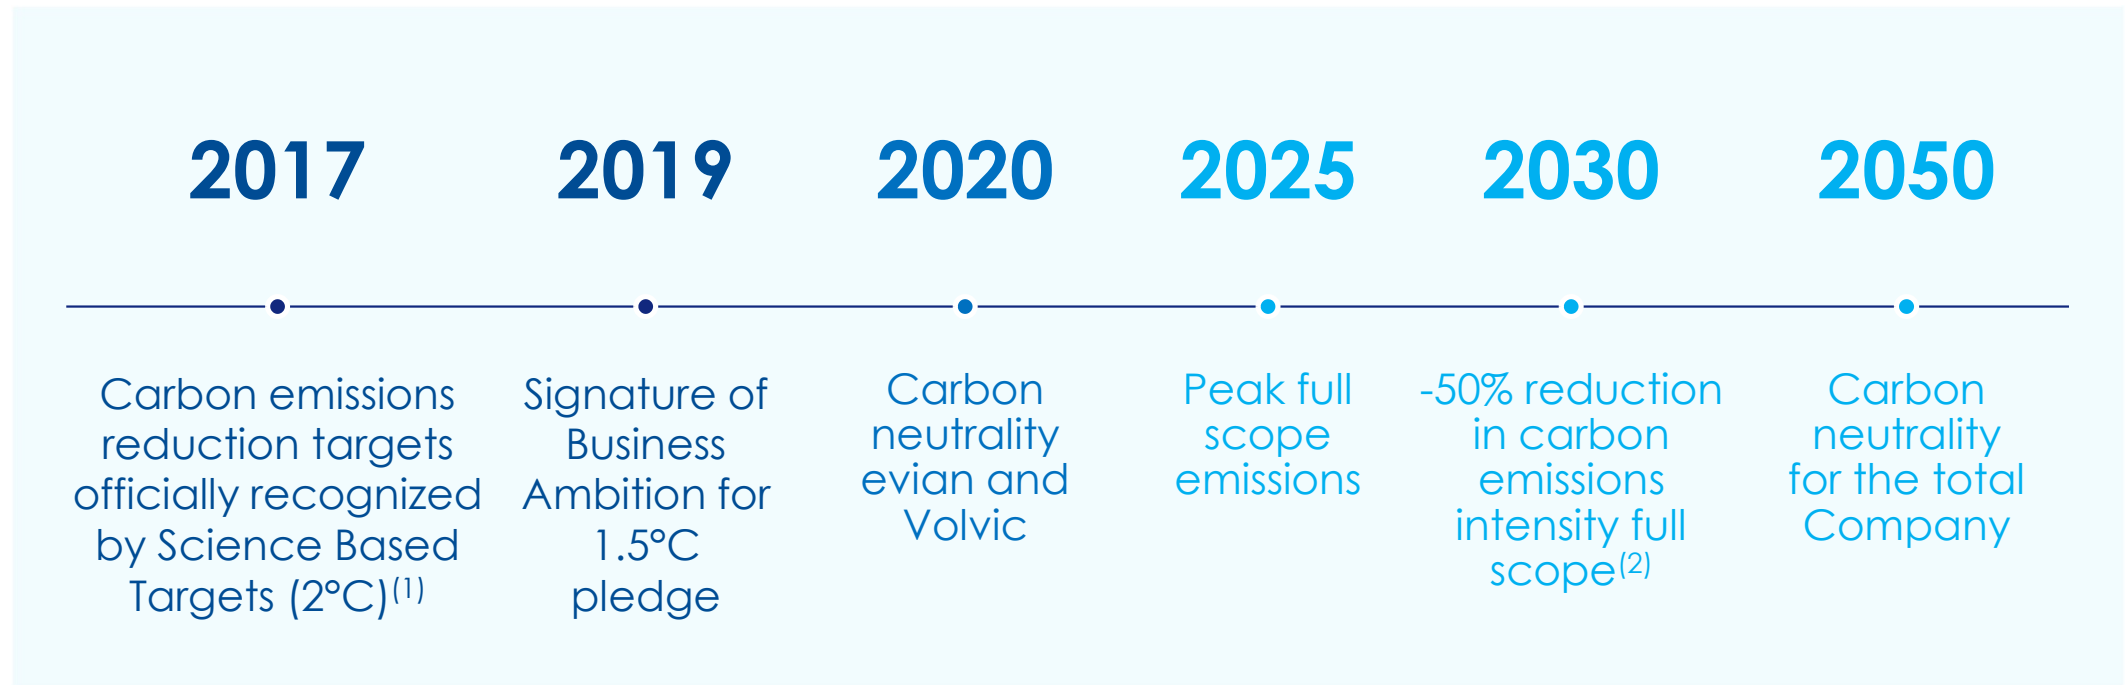 2017
Carbon emissions
reduction targets
officially recognized
by Science Based
Targets (2°C)(1)
2019
Signature of
Business
Ambition for
1.5°C
pledge
2020
Carbon
neutrality
evian and
Volvic
2025
Peak full
scope
emissions
2030
-50% reduction
in carbon
emissions
intensity full
scope(2)
2050
Carbon
neutrality
for the total
Company